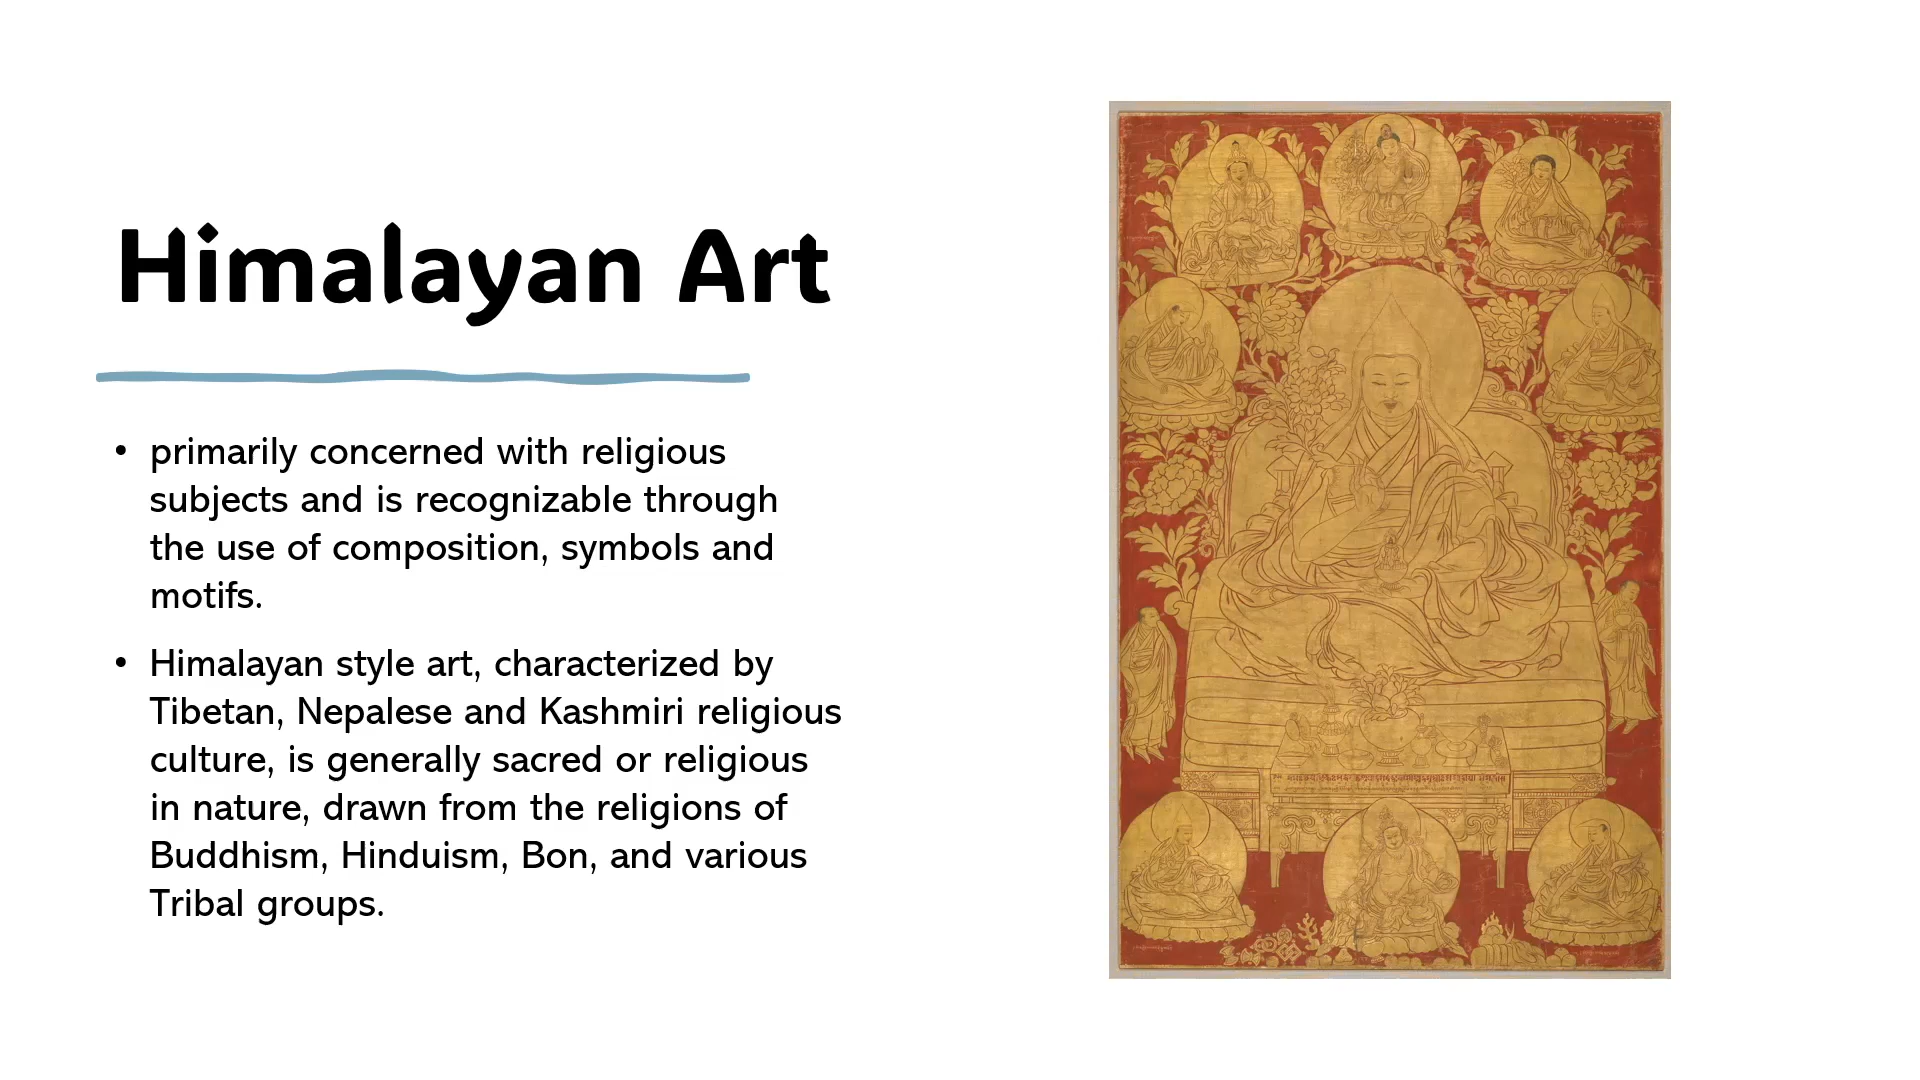 Himalayan Art
• primarily concerned with religious
subjects and is recognizable through
the use of composition, symbols and
motifs.
• Himalayan style art, characterized by
Tibetan, Nepalese and Kashmiri religious
culture, is generally sacred or religious
in nature, drawn from the religions of
Buddhism, Hinduism, Bon, and various
Tribal groups.